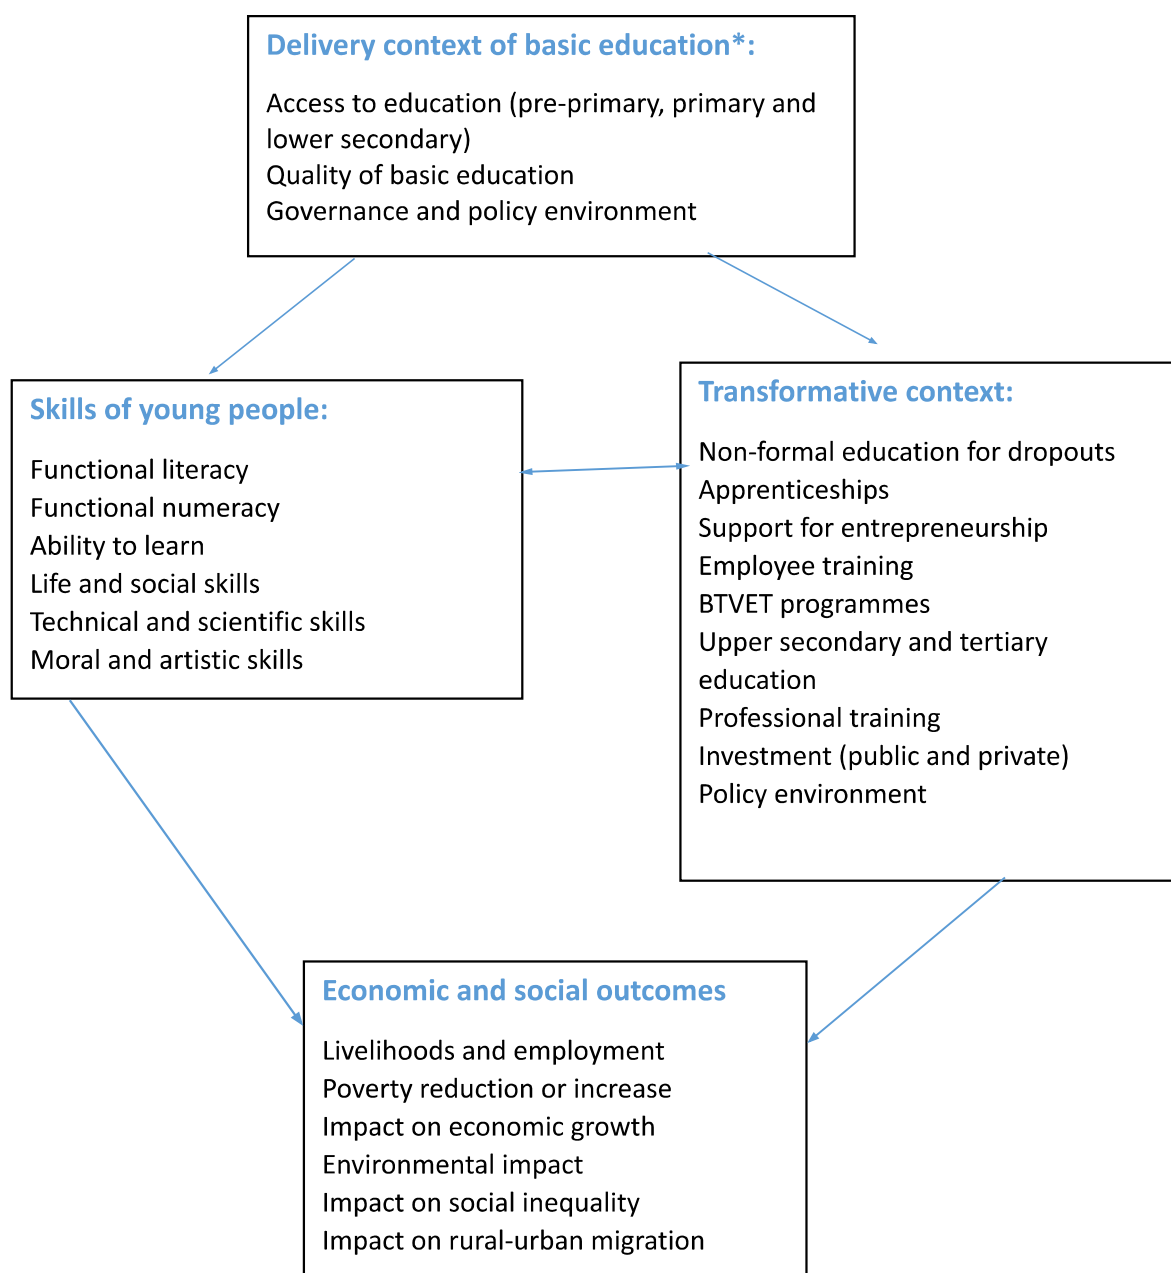 Delivery context of basic education*:
Access to education (pre-primary, primary and
lower secondary)
Quality of basic education
Governance and policy environment
Skills of young people:
Functional literacy
Functional numeracy
Ability to learn
Life and social skills
Technical and scientific skills
Moral and artistic skills
Transformative context:
Non-formal education for dropouts
Apprenticeships
Support for entrepreneurship
Employee training
BTVET programmes
Upper secondary and tertiary
education
Professional training
Investment (public and private)
Policy environment
Economic and social outcomes
Livelihoods and employment
Poverty reduction or increase
Impact on economic growth
Environmental impact
Impact on social inequality
Impact on rural-urban migration